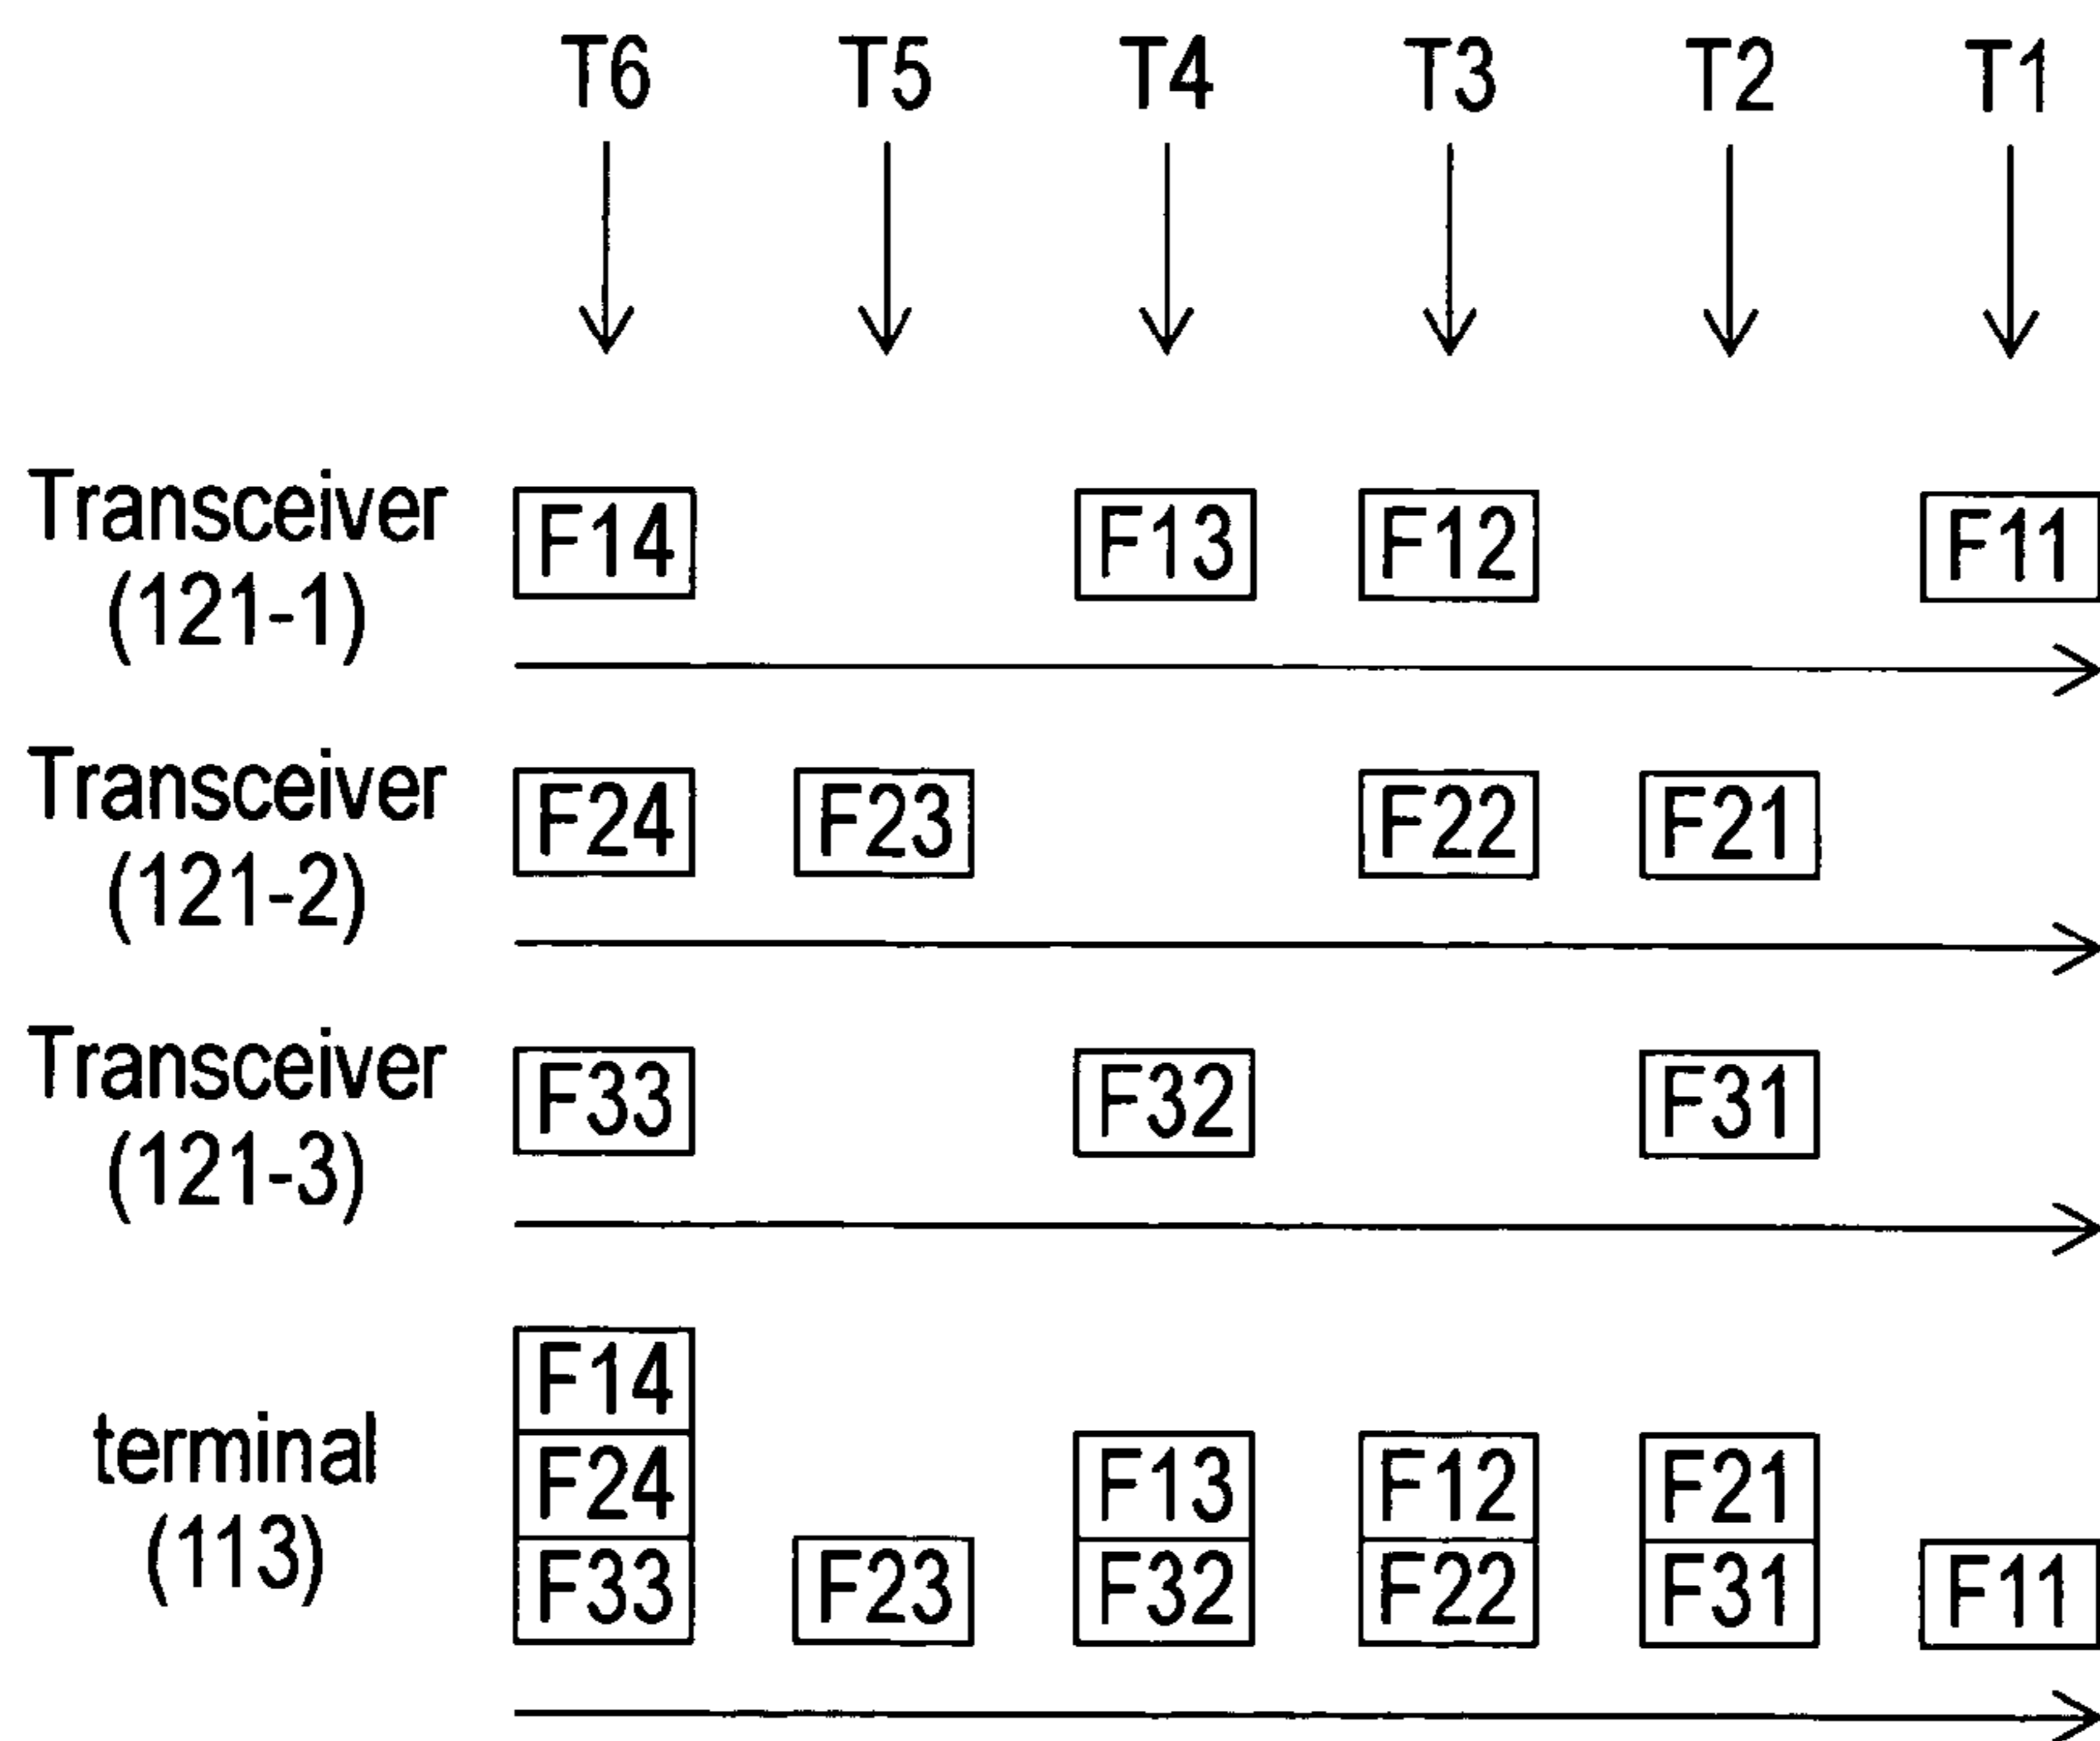 T6 T5 T4 T3 T2 T1
Transceiver
(121-1)
F14 F13 F12 F11
Transceiver
(121-2)
F24 F23 F22 F21
Transceiver
(121-3)
F33 F32 F31
terminal
(113)
F14
F24 F13 F12 F21
F33 F23 F32 F22 F31 F11